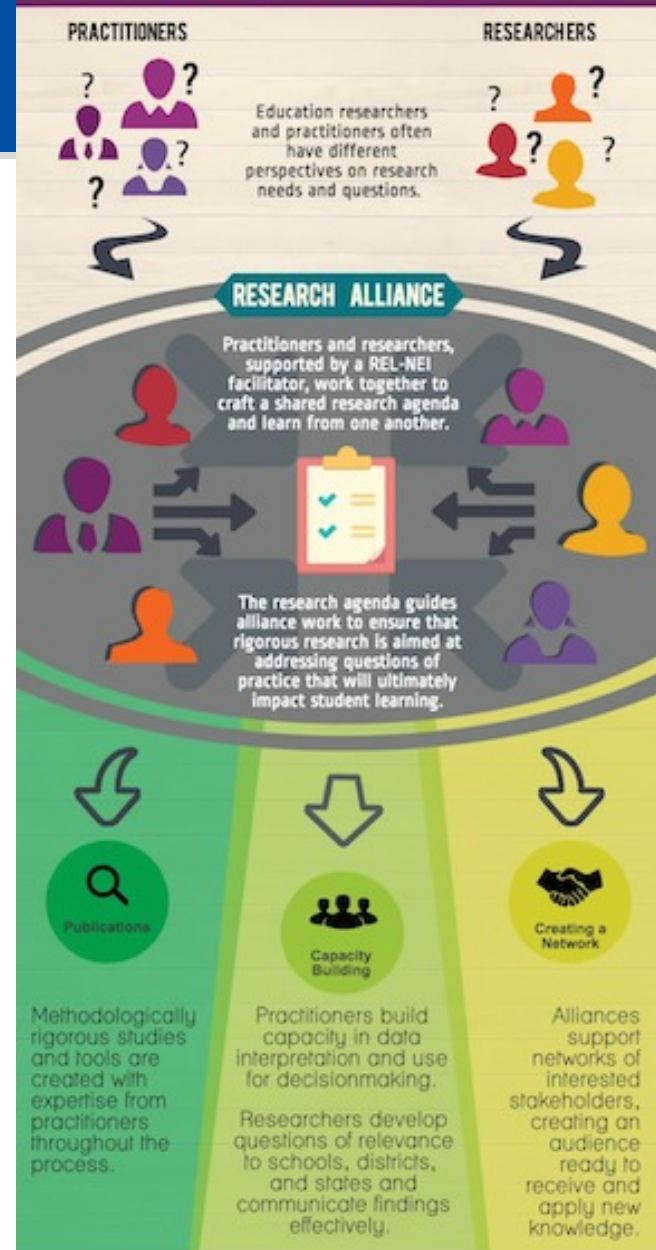 PRACTITIONERS
RESEARCHERS
?
?
?
?
?
?
?
?
Education researchers
and practitioners often
have different
perspectives on research
needs and questions.
RESEARCH ALLIANCE
Practitioners and researchers,
supported by a REL-NEI
facilitator, work together to
craft a shared research agenda
and learn from one another.
The research agenda guides
alliance work to ensure that
rigorous research is aimed at
addressing questions of
practice that will ultimately
impact student learning.
Publications
Methodologically
rigorous studies
and tools are
created with
expertise from
practitioners
throughout the
process.
Capacity
Building
Practitioners build
capacity in data
interpretation and use
for decisionmaking.
Researchers develop
questions of relevance
to schools, districts,
and states and
communicate findings
effectively.
Creating a
Network
Alliances
support
networks of
interested
stakeholders,
creating an
audience
ready to
receive and
apply new
knowledge.